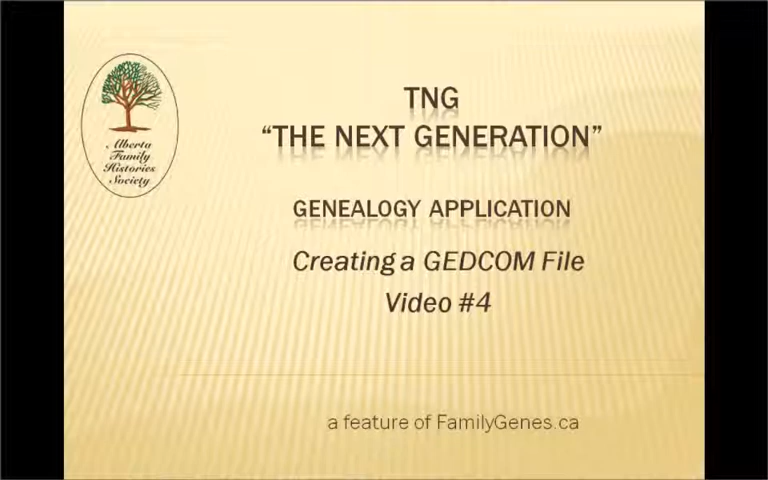 Alberta
Family
Histories
Society
TNG
“THE NEXT GENERATION”
GENEALOGY APPLICATION
Creating a GEDCOM File
Video #4
a feature of FamilyGenes.ca